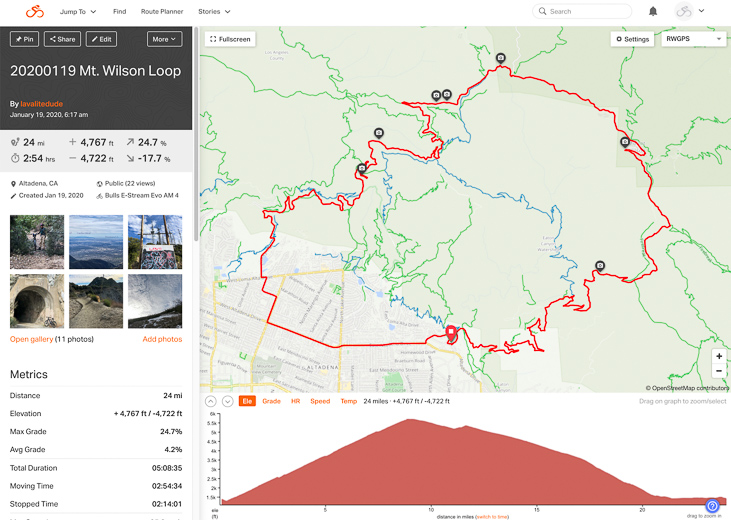 Jump To
Find
Route Planner
Stories
Search
Pin
Share
Edit
More
20200119 Mt. Wilson Loop
By lavalitedude
January 19, 2020, 6:17 am
24 mi
+ 4,767 ft
24.7 %
2:54 hrs
− 4,722 ft
-17.7 %
Altadena, CA
Public (22 views)
Created Jan 19, 2020
Bulls E-Stream Evo AM 4
Open gallery (11 photos)
Add photos
Metrics
Distance 24 mi
Elevation + 4,767 ft / -4,722 ft
Max Grade 24.7%
Avg Grade 4.2%
Total Duration 05:08:35
Moving Time 02:54:34
Stopped Time 02:14:01
Fullscreen
Settings
RWGPS
Los Angeles
County
ALTADENA
+
−
© OpenStreetMap contributors
Ele
Grade
HR
Speed
Temp
24 miles · +4,767 ft / -4,722 ft
Drag on graph to zoom/select
6k
5.5k
5k
4.5k
4k
3.5k
3k
2.5k
2k
1.5k
ele
(ft)
5
10
15
20
distance in miles (switch to time)
drag to zoom in